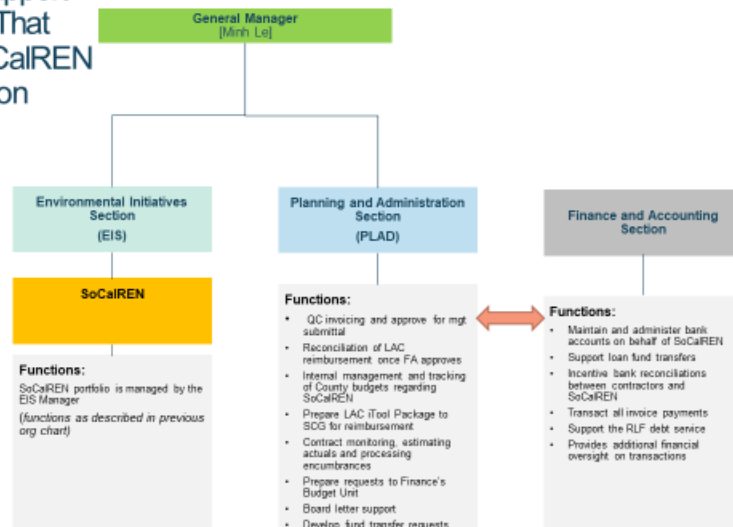 That
CalREN
on
General Manager
[Minh Le]
Environmental Initiatives
Section
(EIS)
Planning and Administration
Section
(PLAD)
Finance and Accounting
Section
SoCalREN
Functions:
SoCalREN portfolio is managed by the
EIS Manager
(functions as described in previous
org chart)
Functions:
• QC invoicing and approve for mgt
submittal
• Reconciliation of LAC
reimbursement once FA approves
• Internal management and tracking
of County budgets regarding
SoCalREN
• Prepare LAC iTool Package to
SCG for reimbursement
• Contract monitoring, estimating
actuals and processing
encumbrances
• Prepare requests to Finance's
Budget Unit
• Board letter support
• Develop fund transfer requests
Functions:
• Maintain and administer bank
accounts on behalf of SoCalREN
• Support loan fund transfers
• Incentive bank reconciliations
between contractors and
SoCalREN
• Transact all invoice payments
• Support the RLF debt service
• Provides additional financial
oversight on transactions